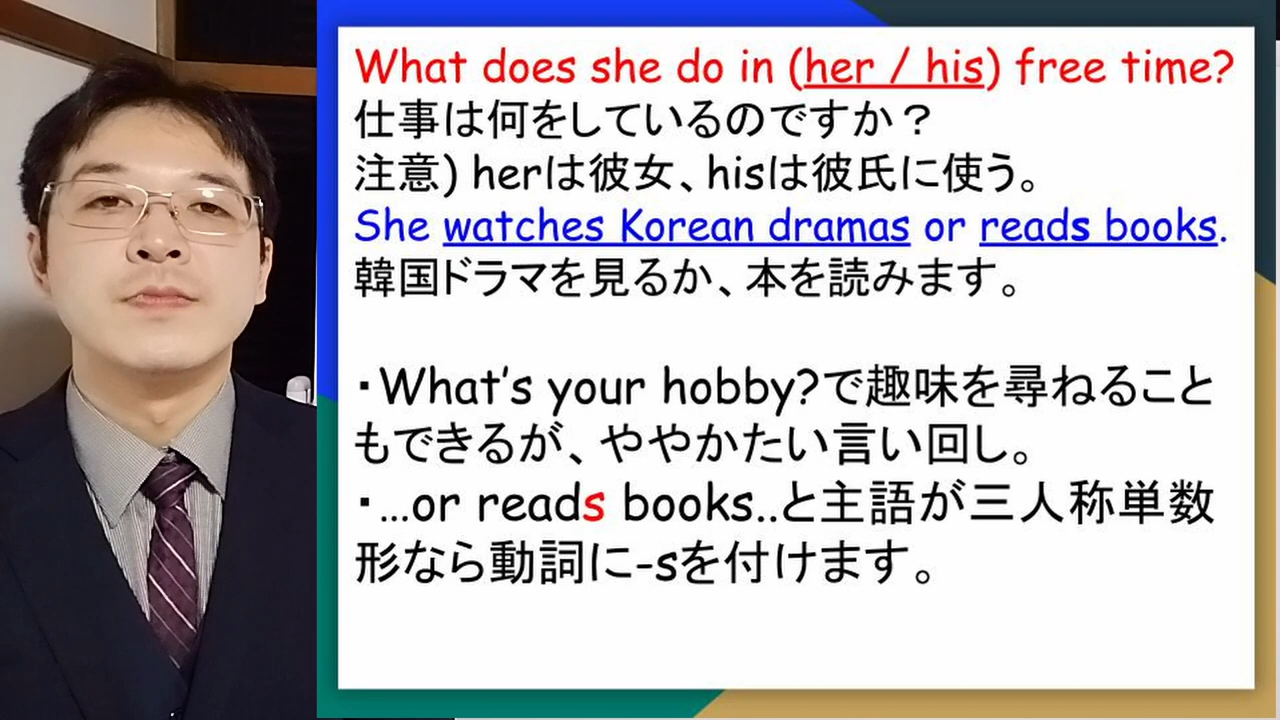 What does she do in (her / his) free time?
仕事は何をしているのですか？
注意) herは彼女、hisは彼氏に使う。
She watches Korean dramas or reads books.
韓国ドラマを見るか、本を読みます。
・What's your hobby?で趣味を尋ねること
もできるが、ややかたい言い回し。
・…or reads books..と主語が三人称単数
形なら動詞に-sを付けます。